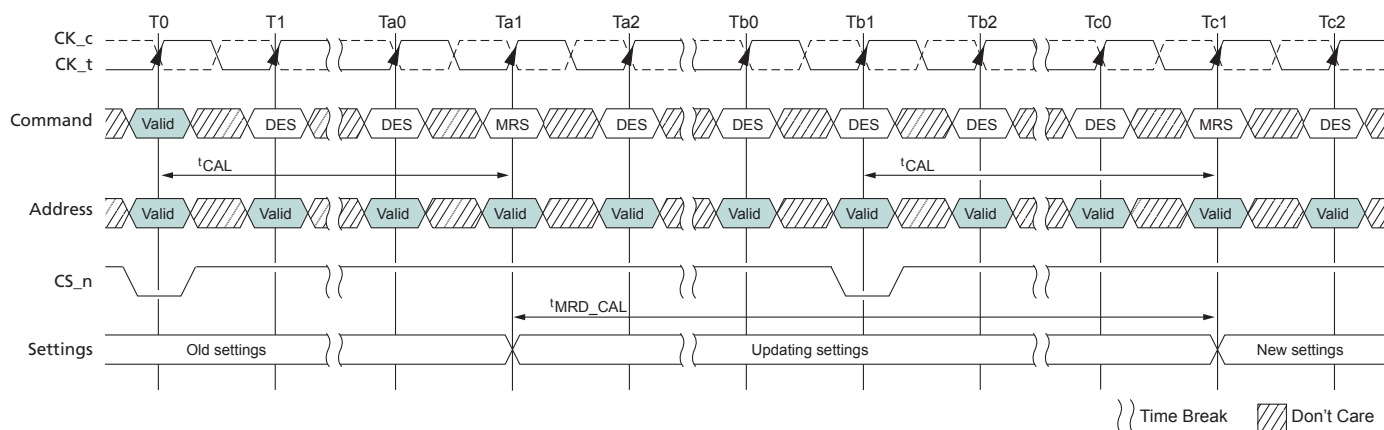 T0 T1 Ta0 Ta1 Ta2 Tb0 Tb1 Tb2 Tc0 Tc1 Tc2
CK_c
CK_t
Command Valid DES DES MRS DES DES DES DES DES MRS DES
tCAL tCAL
Address Valid Valid Valid Valid Valid Valid Valid Valid Valid Valid Valid
CS_n
tMRD_CAL
Settings Old settings Updating settings New settings
Time Break Don't Care